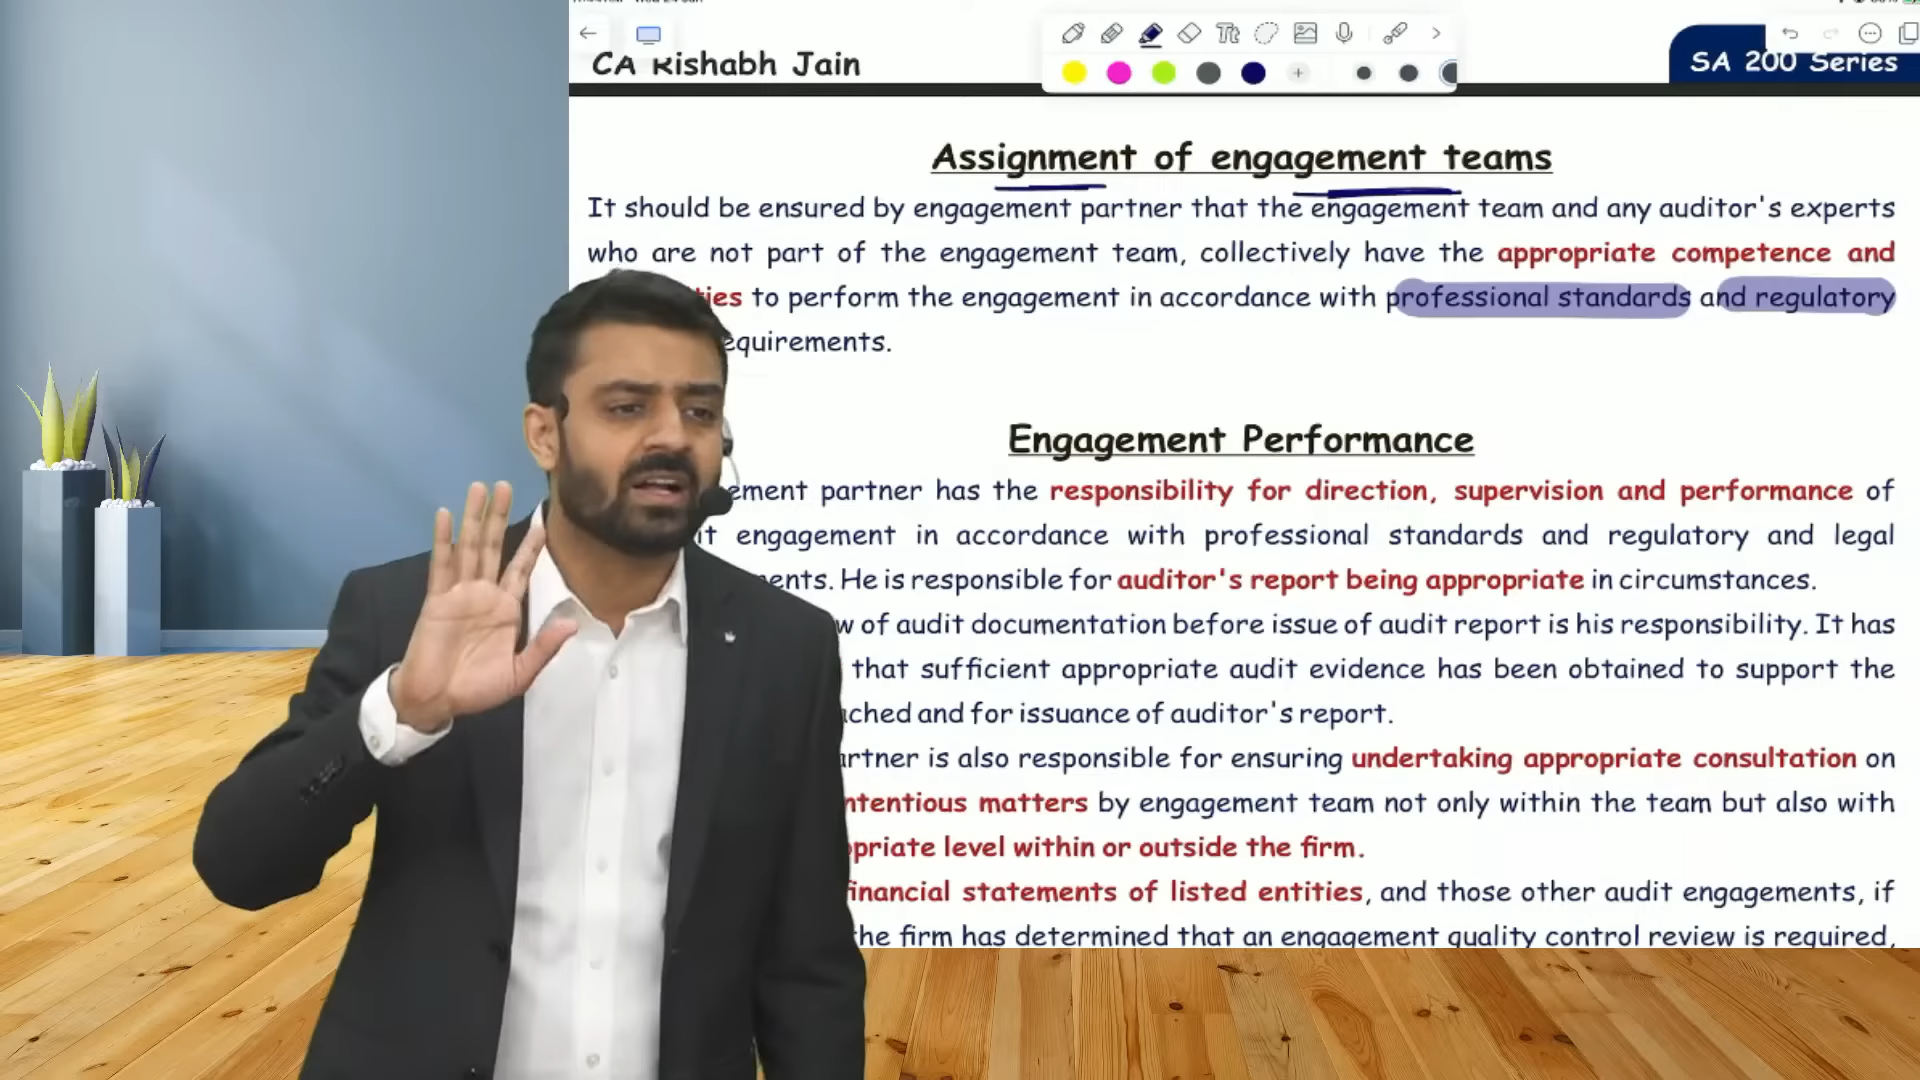 CA Rishabh Jain
SA 200 Series
Assignment of engagement teams
It should be ensured by engagement partner that the engagement team and any auditor's experts
who are not part of the engagement team, collectively have the appropriate competence and
ties to perform the engagement in accordance with professional standards and regulatory
equirements.
Engagement Performance
ement partner has the responsibility for direction, supervision and performance of
it engagement in accordance with professional standards and regulatory and legal
ents. He is responsible for auditor's report being appropriate in circumstances.
w of audit documentation before issue of audit report is his responsibility. It has
that sufficient appropriate audit evidence has been obtained to support the
ched and for issuance of auditor's report.
artner is also responsible for ensuring undertaking appropriate consultation on
ntentious matters by engagement team not only within the team but also with
opriate level within or outside the firm.
financial statements of listed entities, and those other audit engagements, if
he firm has determined that an engagement quality control review is required,